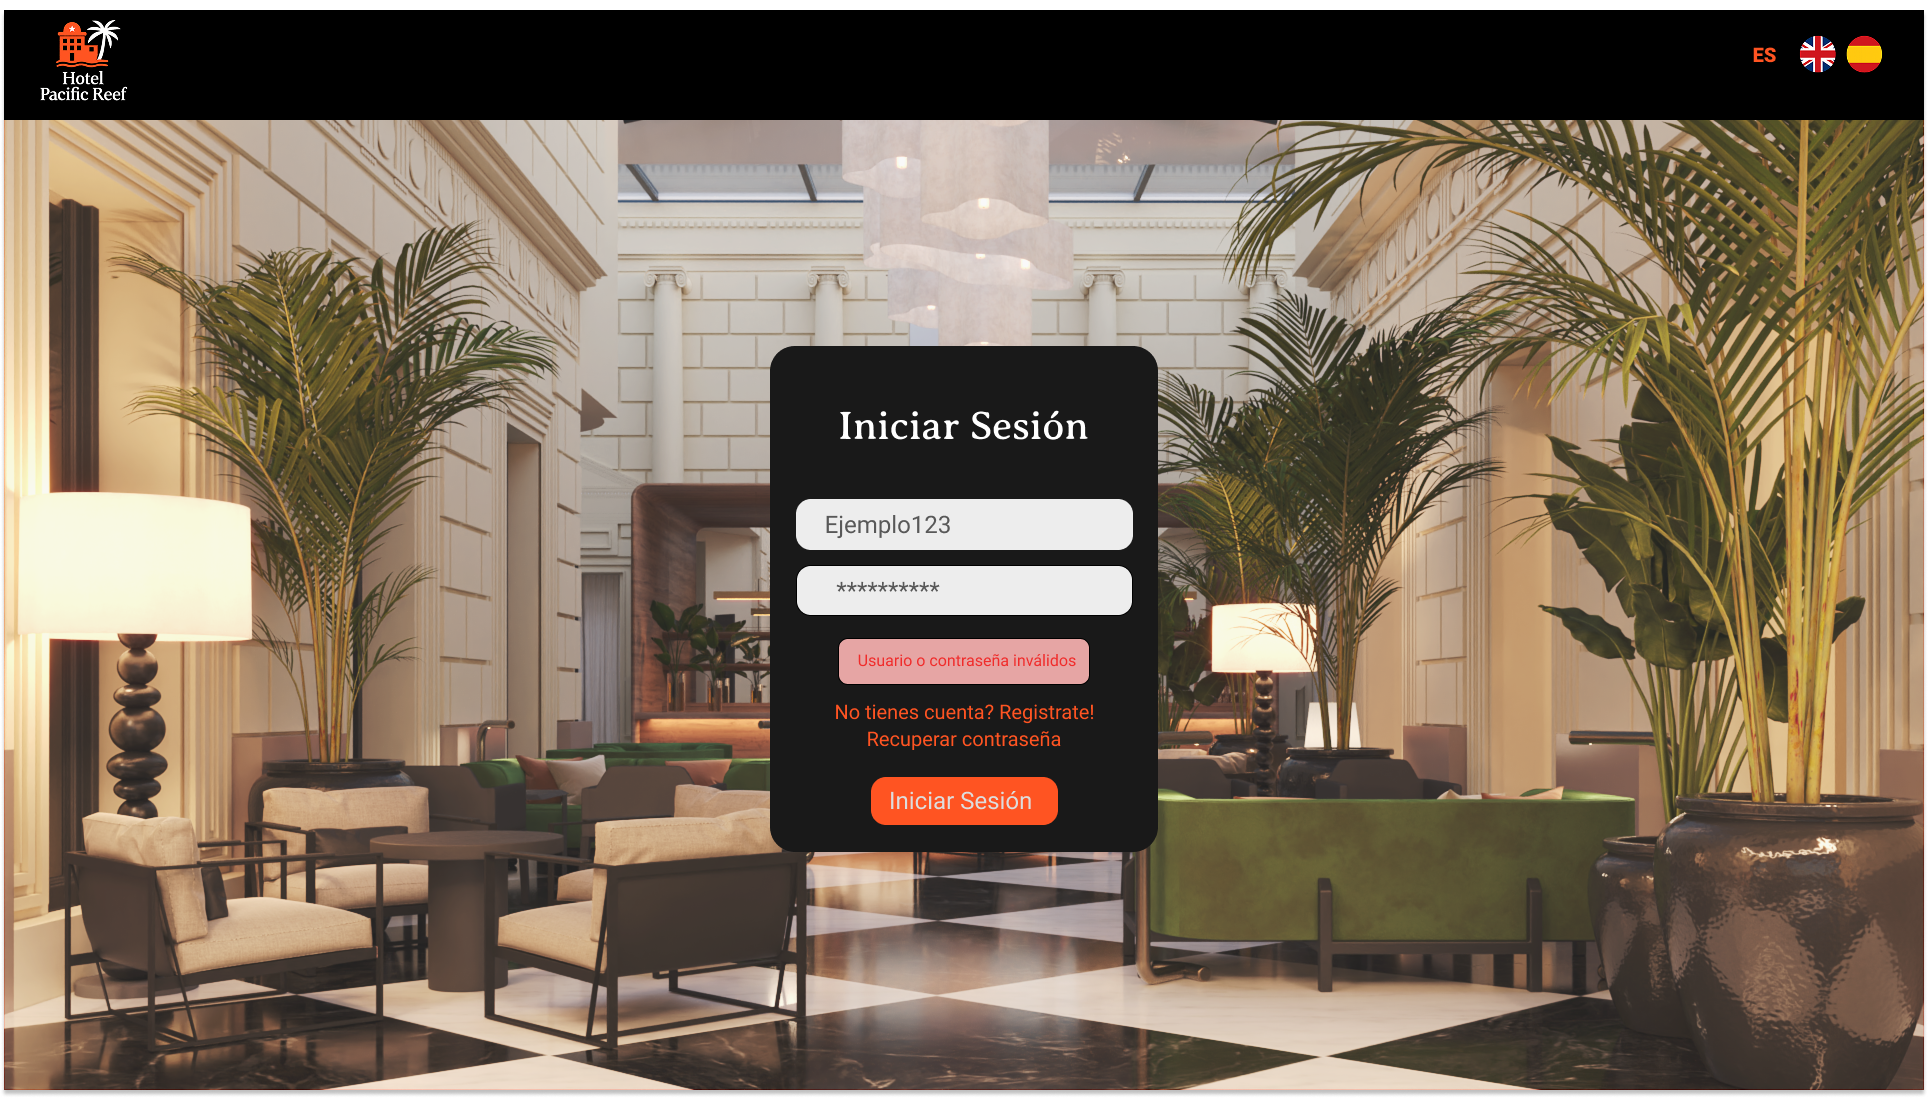 Hotel
Pacific Reef
ES
Iniciar Sesión
Ejemplo123
**********
Usuario o contraseña inválidos
No tienes cuenta? Registrate!
Recuperar contraseña
Iniciar Sesión